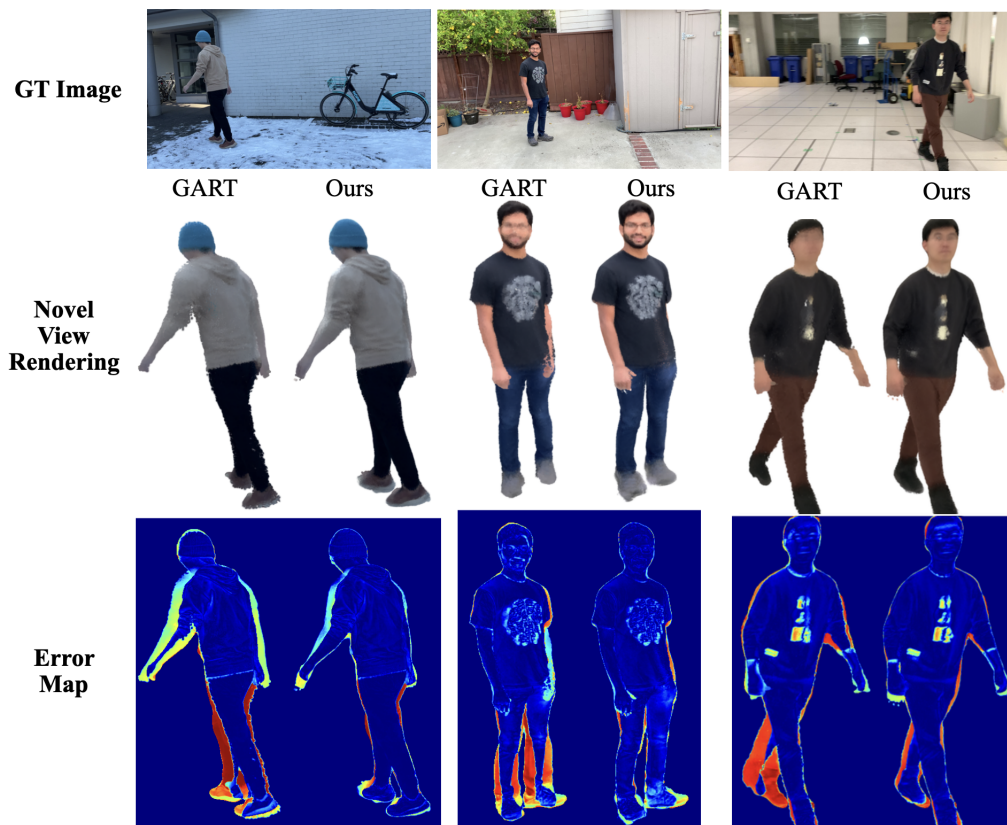 GT Image
GART Ours GART Ours GART Ours
Novel
View
Rendering
Error
Map